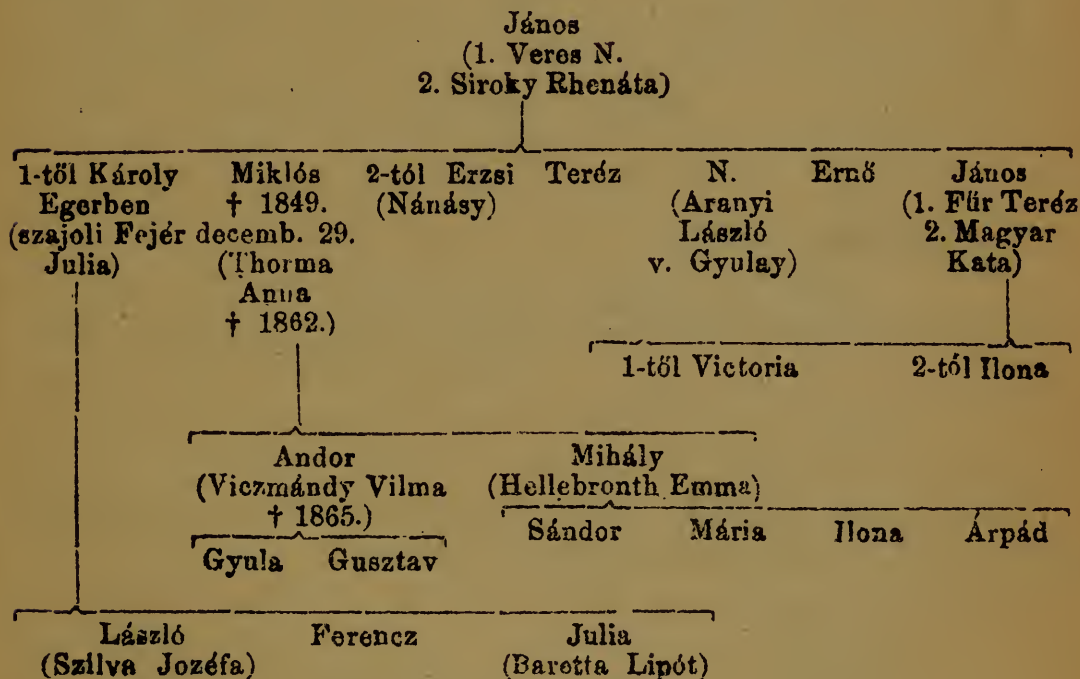 János
(1. Veres N.
2. Siroky Rhenáta)
1-től Károly Miklós 2-tól Erzsi Teréz N. Ernő János
Egerben † 1849. (Nánásy) (Aranyi (1. Für Teréz
(szajoli Fejér decemb. 29. László 2. Magyar
Julia) (Thorma v. Gyulay) Kata)
Anna
† 1862.)
1-től Victoria 2-tól Ilona
Andor Mihály
(Viczmándy Vilma (Hellebronth Emma)
† 1865.) Sándor Mária Ilona Árpád
Gyula Gusztav
László Ferencz Julia
(Szilva Jozéfa) (Baretta Lipót)